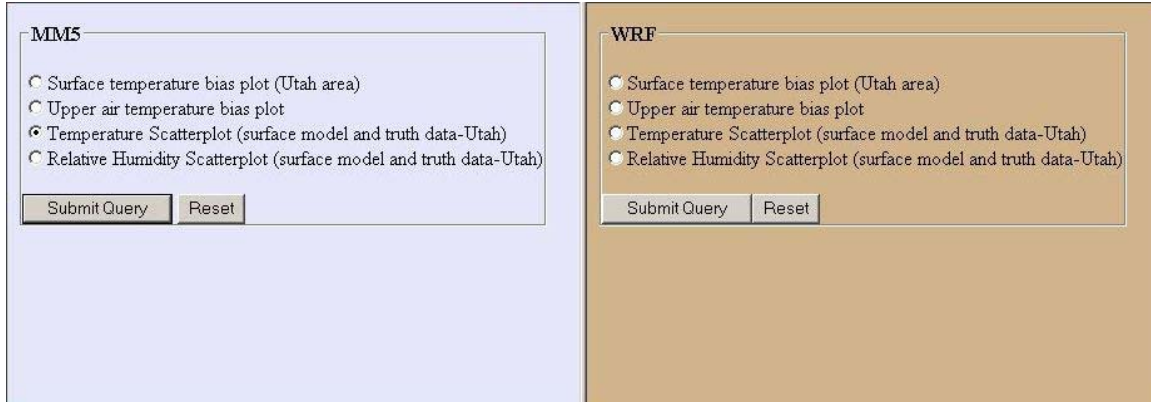 MM5
Surface temperature bias plot (Utah area)
Upper air temperature bias plot
Temperature Scatterplot (surface model and truth data-Utah)
Relative Humidity Scatterplot (surface model and truth data-Utah)
Submit Query Reset
WRF
Surface temperature bias plot (Utah area)
Upper air temperature bias plot
Temperature Scatterplot (surface model and truth data-Utah)
Relative Humidity Scatterplot (surface model and truth data-Utah)
Submit Query Reset